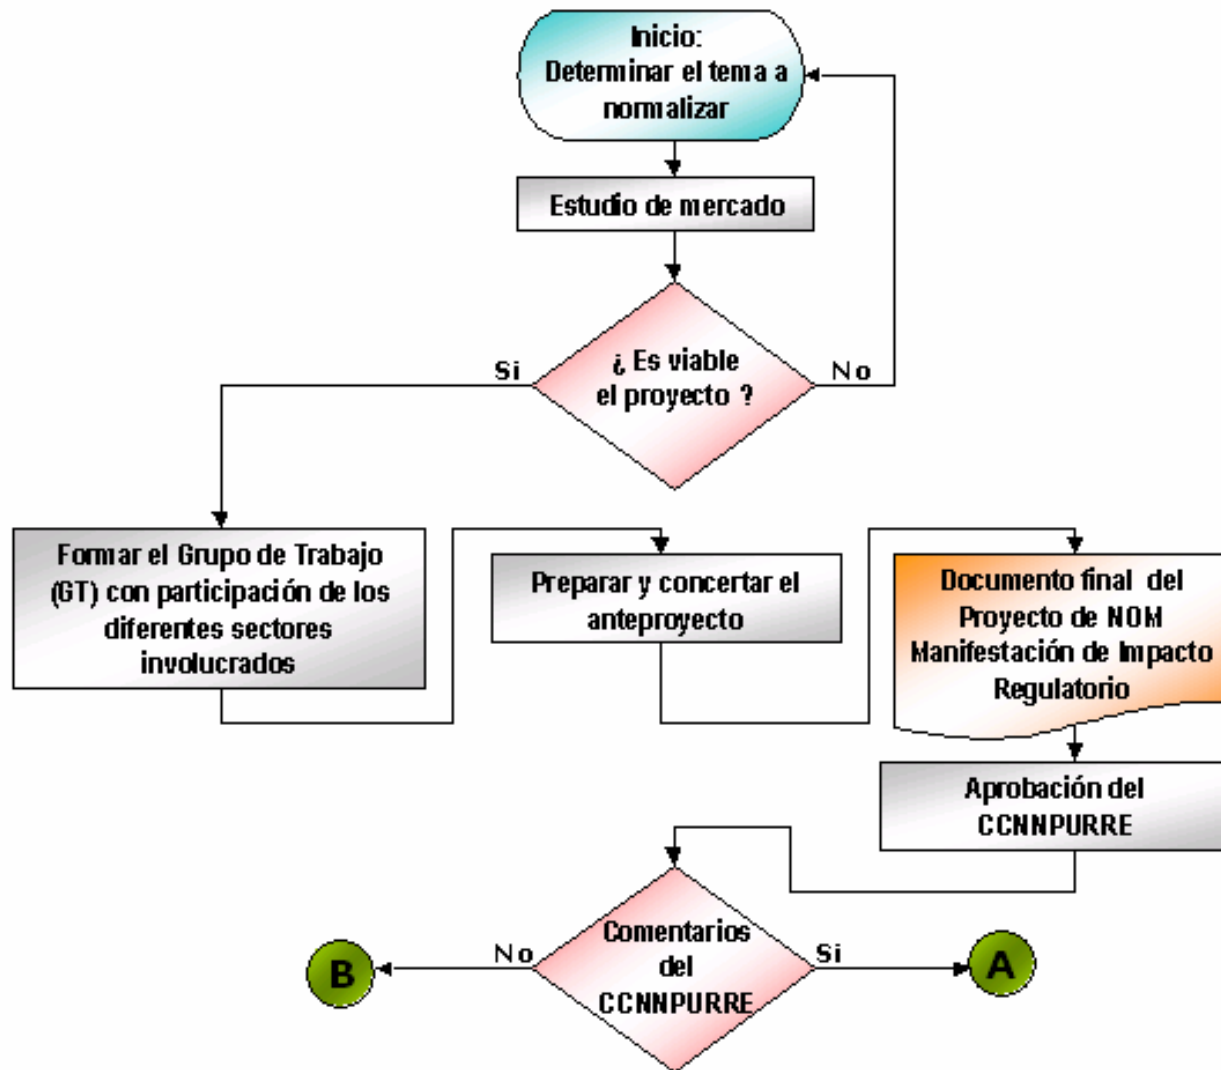 Inicio:
Determinar el tema a
normalizar
Estudio de mercado
¿ Es viable
el proyecto ?
Si
No
Formar el Grupo de Trabajo
(GT) con participación de los
diferentes sectores
involucrados
Preparar y concertar el
anteproyecto
Documento final del
Proyecto de NOM
Manifestación de Impacto
Regulatorio
Aprobación del
CCNNPURRE
Comentarios
del
CCNNPURRE
No
Si
B
A